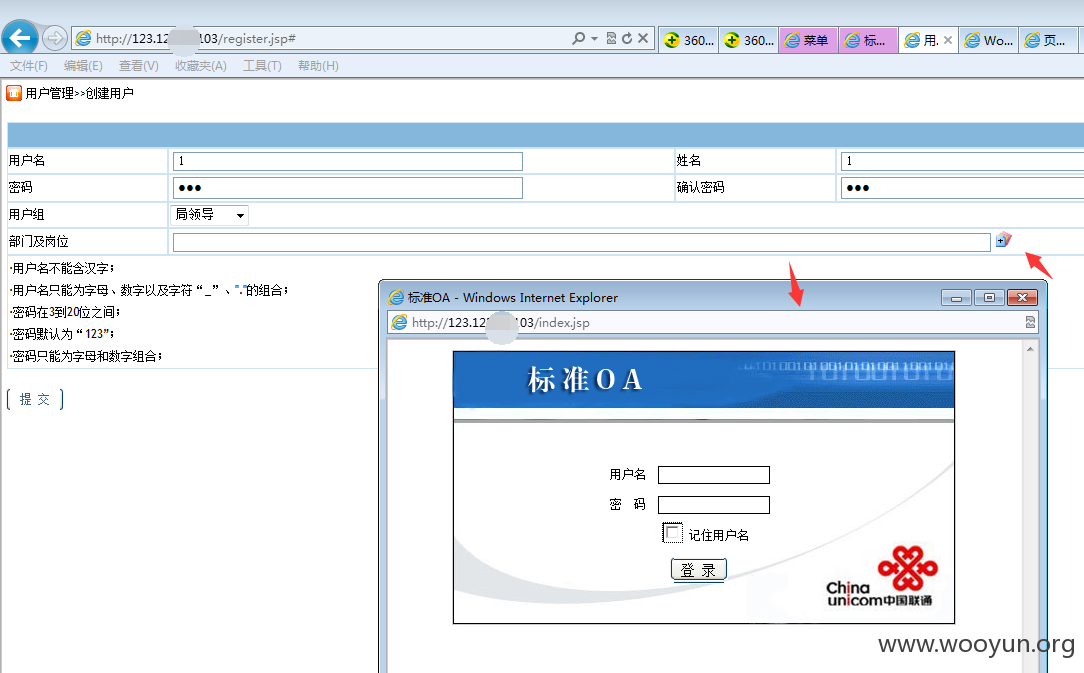 http://123.12 103/register.jsp#
360...
360...
菜单
标...
用.
Wo...
页...
文件(F) 编辑(E) 查看(V) 收藏夹(A) 工具(T) 帮助(H)
用户管理>>创建用户
用户名 1 姓名 1
密码 ●●● 确认密码 ●●●
用户组 局领导
部门及岗位
·用户名不能含汉字；
·用户名只能为字母、数字以及字符“_”、"."的组合；
·密码在3到20位之间；
·密码默认为“123”；
·密码只能为字母和数字组合；
提 交
标准OA - Windows Internet Explorer
http://123.12 103/index.jsp
标准OA
用户名
密 码
记住用户名
登 录
China
unicom中国联通
www.wooyun.org